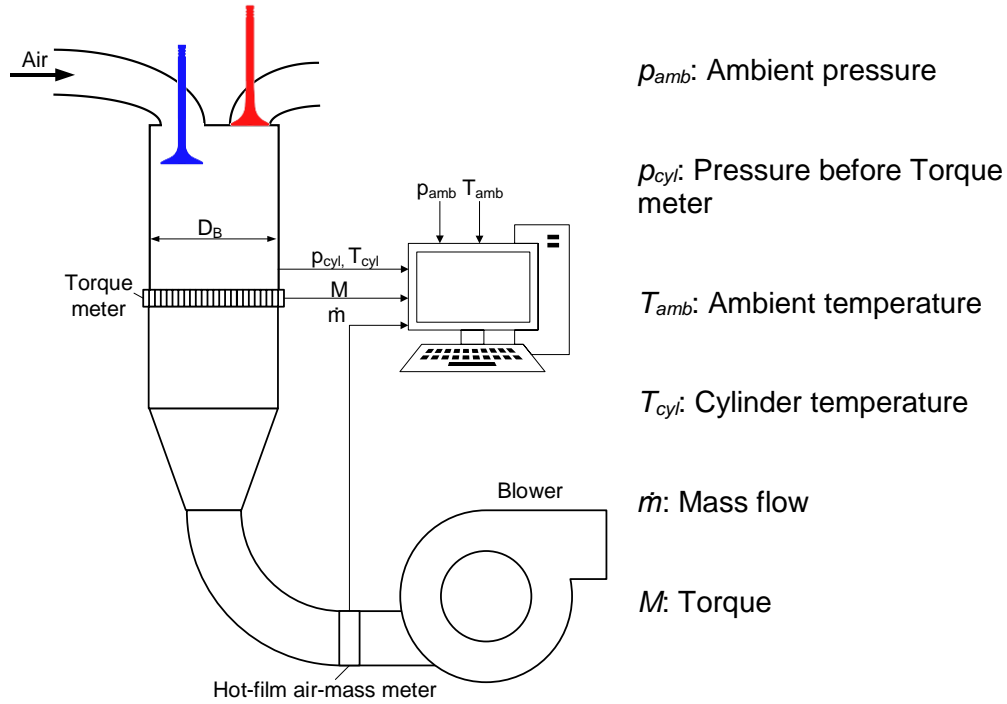 Air
D_B
Torque
meter
p_amb T_amb
p_cyl, T_cyl
M
ṁ
Blower
Hot-film air-mass meter
p_amb: Ambient pressure
p_cyl: Pressure before Torque
meter
T_amb: Ambient temperature
T_cyl: Cylinder temperature
ṁ: Mass flow
M: Torque